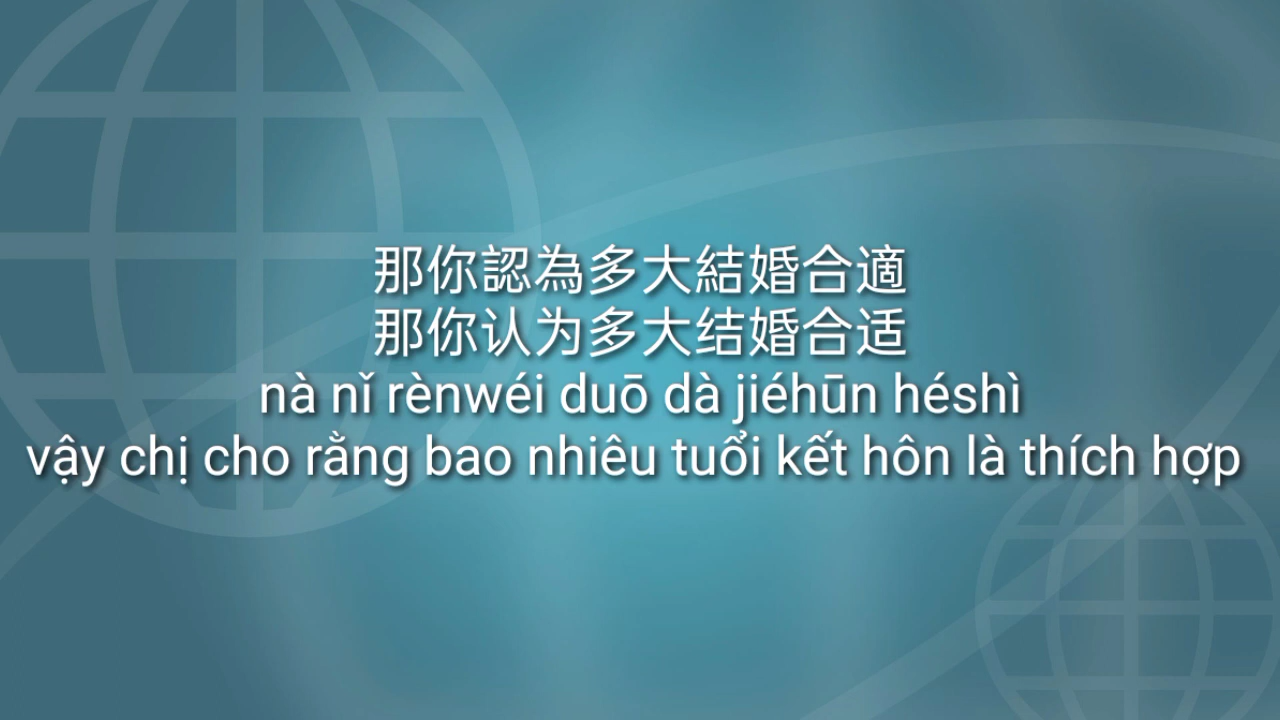 那你認為多大結婚合適
那你认为多大结婚合适
nà nǐ rènwéi duō dà jiéhūn héshì
vậy chị cho rằng bao nhiêu tuổi kết hôn là thích hợp